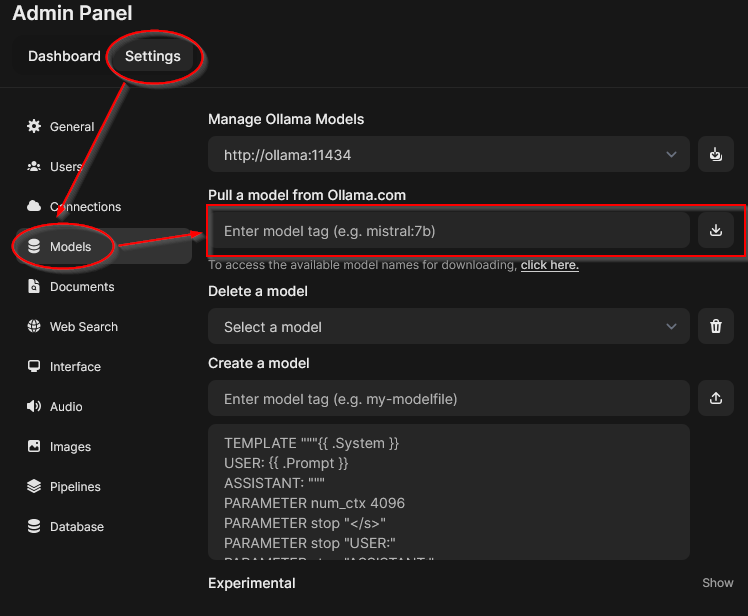 Admin Panel
Dashboard
Settings
General
Users
Connections
Models
Documents
Web Search
Interface
Audio
Images
Pipelines
Database
Manage Ollama Models
http://ollama:11434
Pull a model from Ollama.com
Enter model tag (e.g. mistral:7b)
To access the available model names for downloading, click here.
Delete a model
Select a model
Create a model
Enter model tag (e.g. my-modelfile)
TEMPLATE """{{ .System }}
USER: {{ .Prompt }}
ASSISTANT: """
PARAMETER num_ctx 4096
PARAMETER stop "</s>"
PARAMETER stop "USER:"
PARAMETER stop "ASSISTANT:"
Experimental
Show